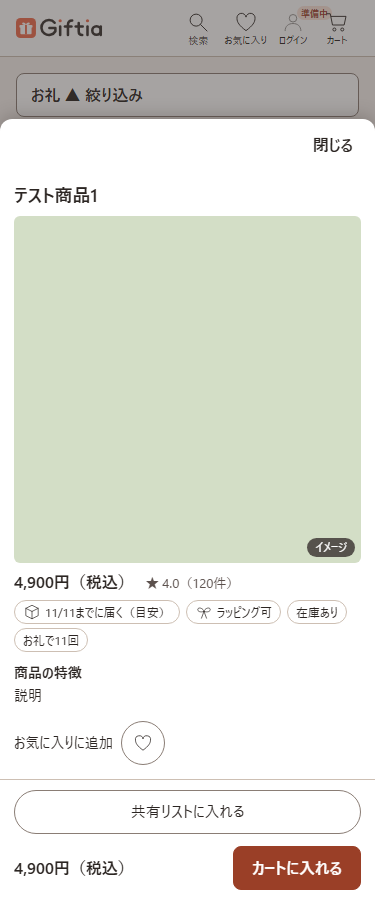 Giftia
検索
お気に入り
ログイン
準備中
カート
お礼 ▲ 絞り込み
閉じる
テスト商品1
イメージ
4,900円（税込） ★ 4.0（120件）
11/11までに届く（目安） ラッピング可 在庫あり
お礼で11回
商品の特徴
説明
お気に入りに追加
共有リストに入れる
4,900円（税込） カートに入れる